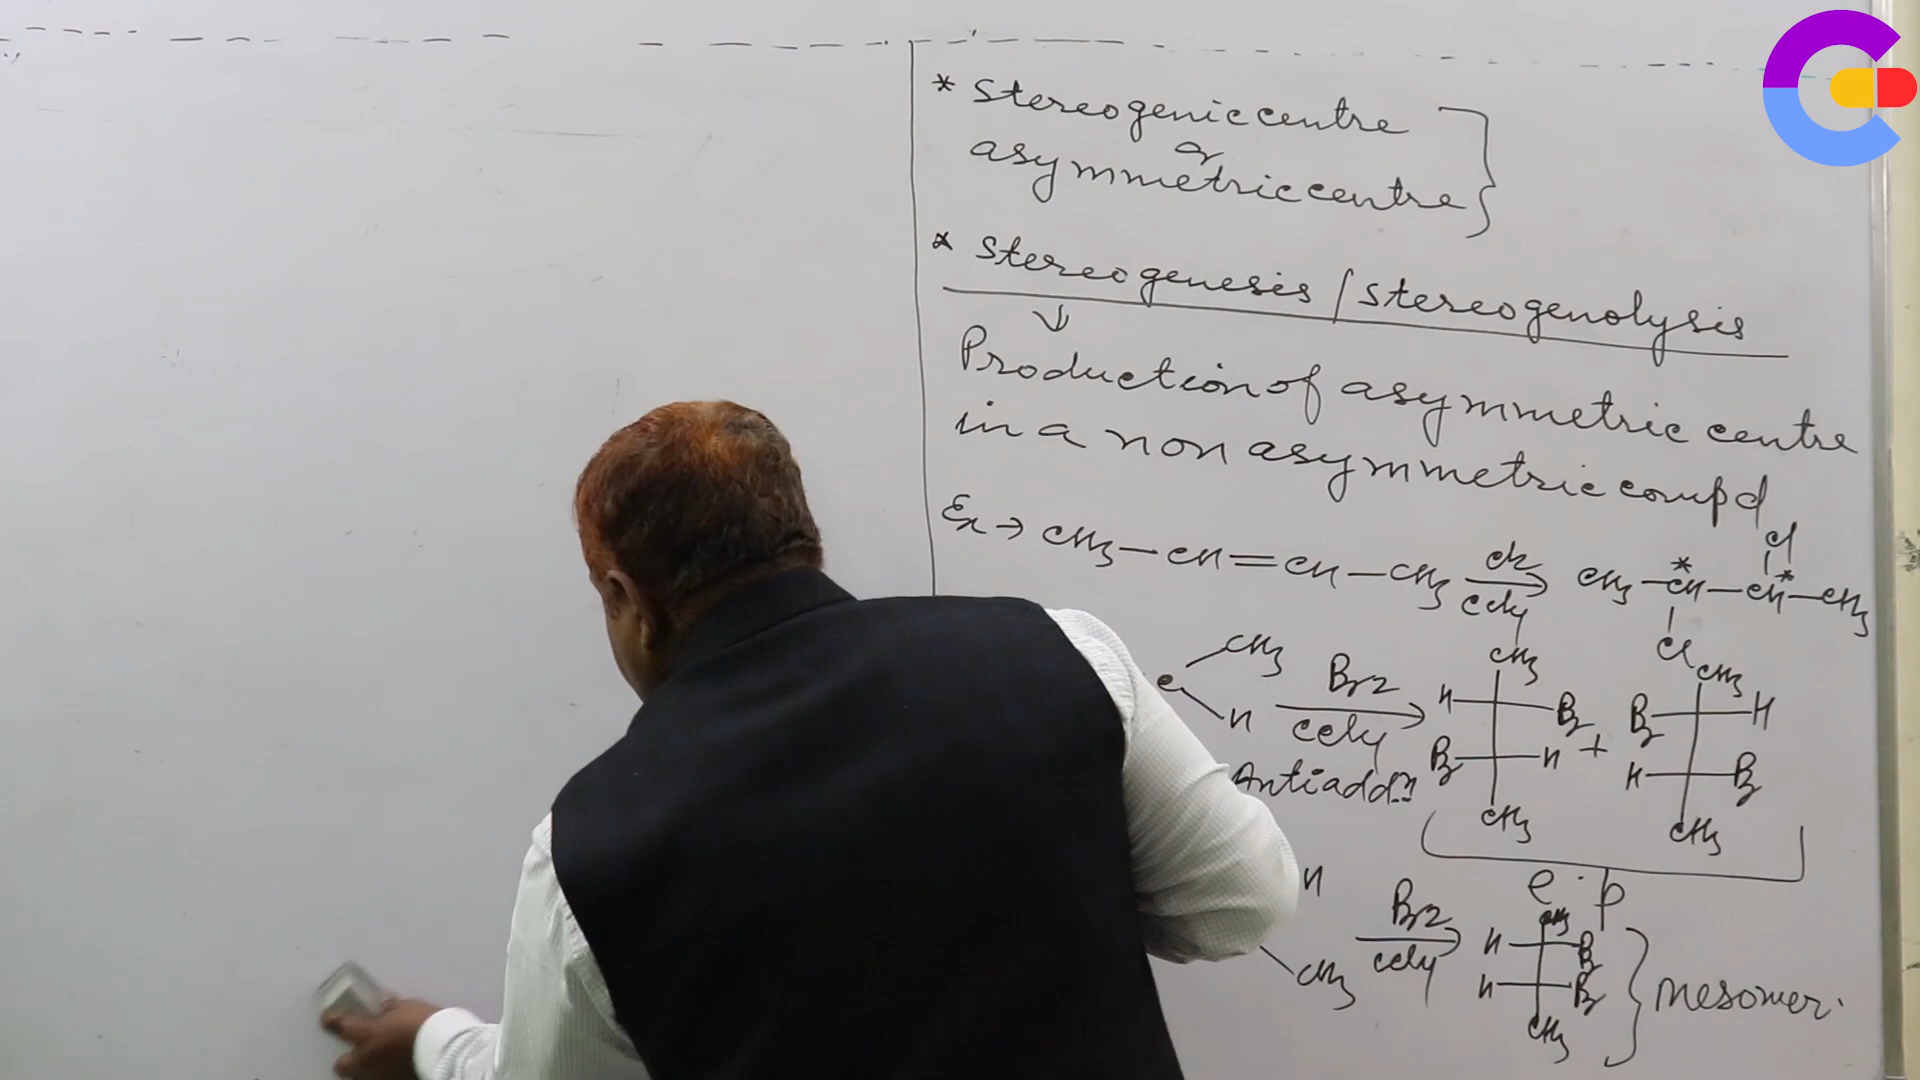 * Stereogenic centre
or
asymmetric centre
* Stereogenesis / Stereogenolysis
↓
Production of asymmetric centre
in a non asymmetric compd
Ex → CH3 — CH = CH — CH3 Cl2 CCl4 CH3 — CH* — CH* — CH3
Cl
Cl
C CH3 H Br2 CCl4
Anti addn
CH3 H Br Br H CH3 + CH3 Br H H Br CH3
e.p
H CH3 Br2 CCl4 CH3 H Br H Br CH3 } mesomer.